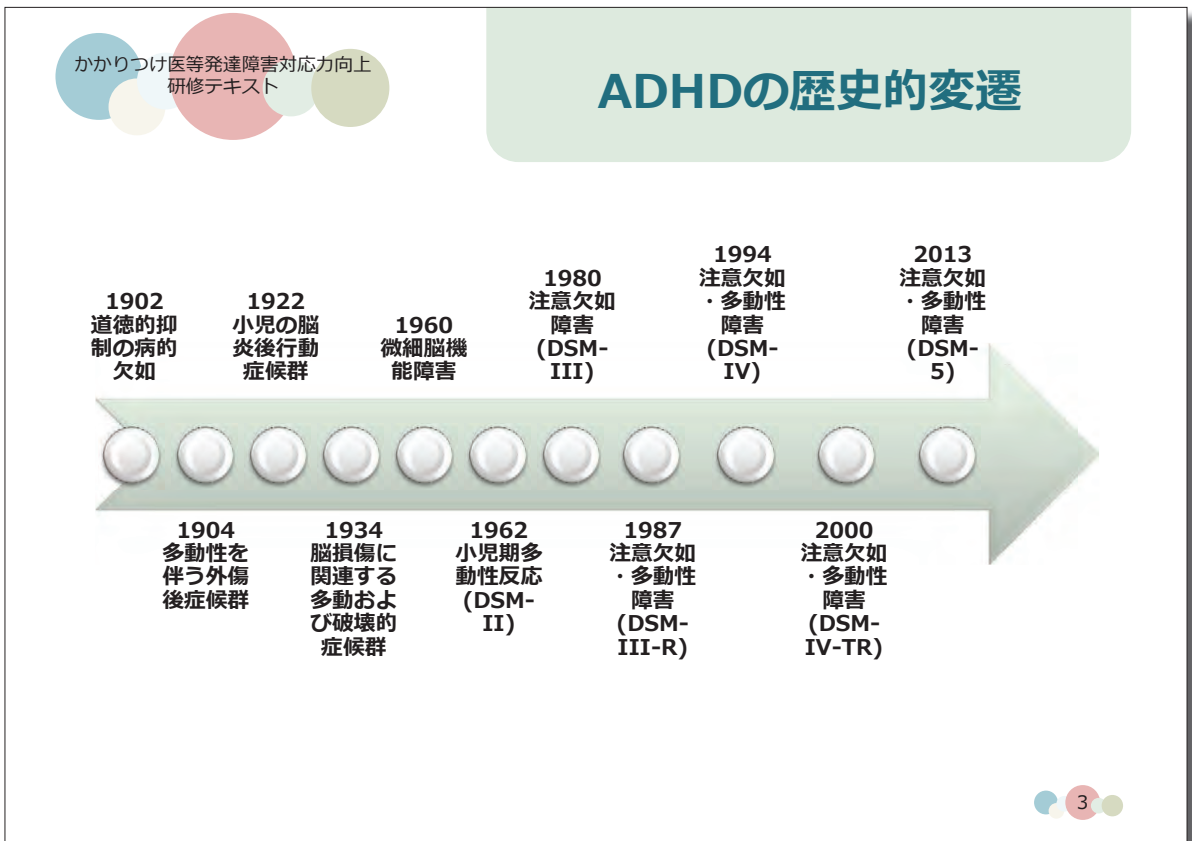 かかりつけ医等発達障害対応力向上
研修テキスト
ADHDの歴史的変遷
1902
道徳的抑
制の病的
欠如
1922
小児の脳
炎後行動
症候群
1960
微細脳機
能障害
1980
注意欠如
障害
(DSM-
III)
1994
注意欠如
・多動性
障害
(DSM-
IV)
2013
注意欠如
・多動性
障害
(DSM-
5)
1904
多動性を
伴う外傷
後症候群
1934
脳損傷に
関連する
多動およ
び破壊的
症候群
1962
小児期多
動性反応
(DSM-
II)
1987
注意欠如
・多動性
障害
(DSM-
III-R)
2000
注意欠如
・多動性
障害
(DSM-
IV-TR)
3